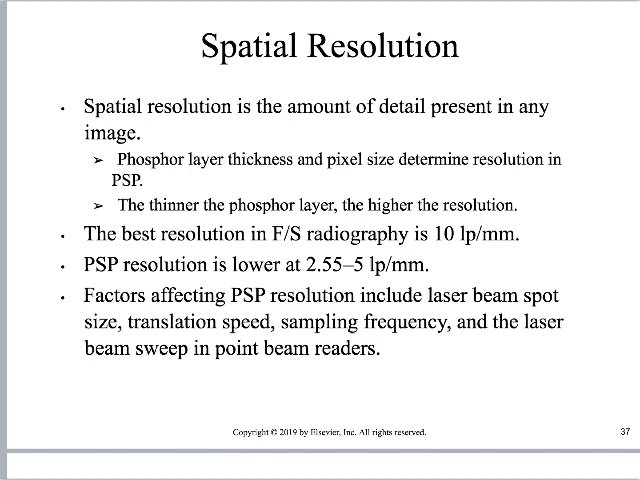 Spatial Resolution
• Spatial resolution is the amount of detail present in any
image.
➢ Phosphor layer thickness and pixel size determine resolution in
PSP.
➢ The thinner the phosphor layer, the higher the resolution.
• The best resolution in F/S radiography is 10 lp/mm.
• PSP resolution is lower at 2.55–5 lp/mm.
• Factors affecting PSP resolution include laser beam spot
size, translation speed, sampling frequency, and the laser
beam sweep in point beam readers.
Copyright © 2019 by Elsevier, Inc. All rights reserved.
37